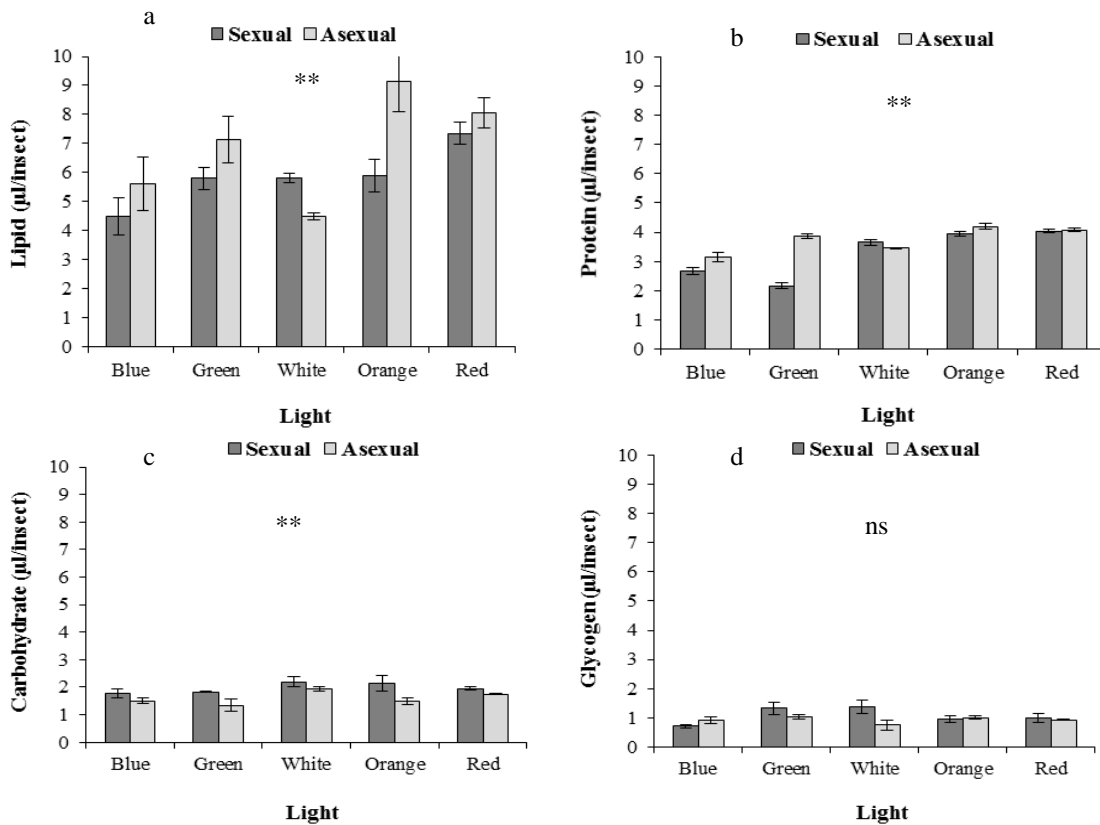 a
Sexual Asexual
10
9
8
7
6
5
4
3
2
1
0
Lipid (µl/insect)
**
Blue Green White Orange Red
Light
b
Sexual Asexual
10
9
8
7
6
5
4
3
2
1
0
Protein (µl/insect)
**
Blue Green White Orange Red
Light
c
Sexual Asexual
10
9
8
7
6
5
4
3
2
1
0
Carbohydrate (µl/insect)
**
Blue Green White Orange Red
Light
d
Sexual Asexual
10
9
8
7
6
5
4
3
2
1
0
Glycogen (µl/insect)
ns
Blue Green White Orange Red
Light